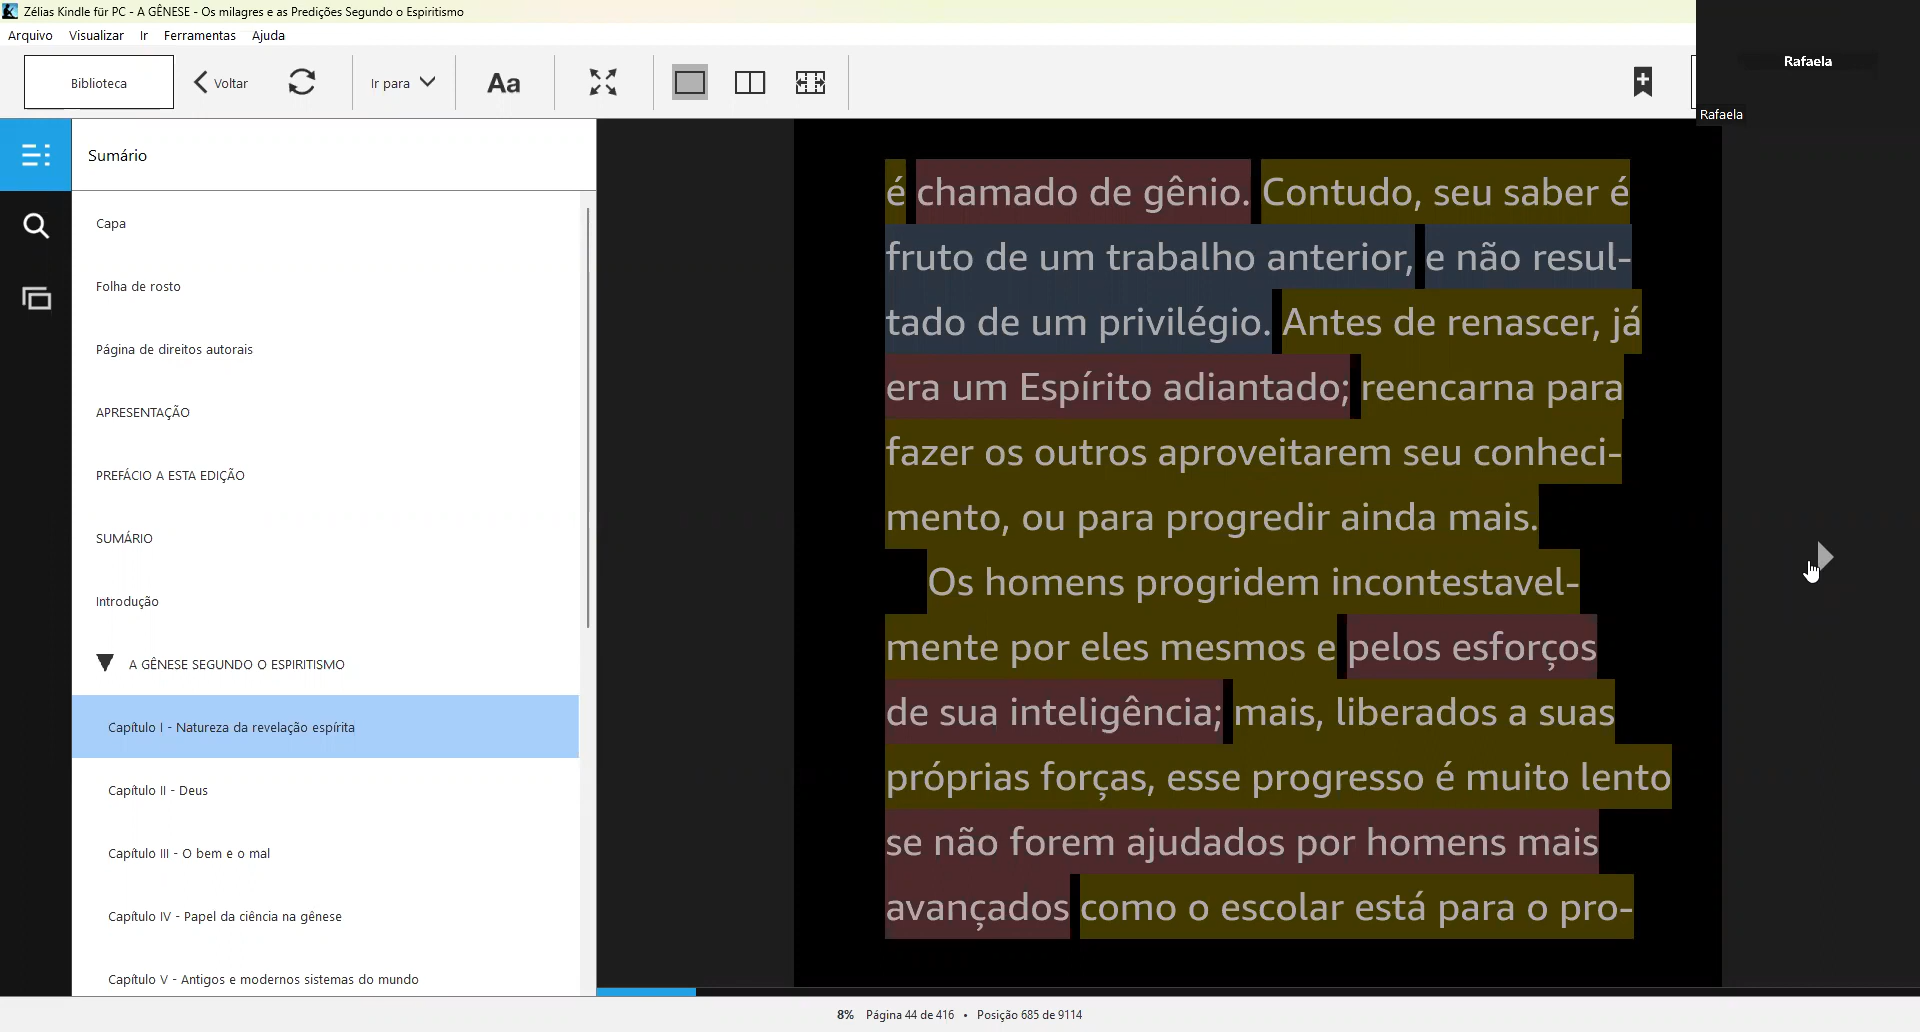 Zélias Kindle für PC - A GÊNESE - Os milagres e as Predições Segundo o Espiritismo
Arquivo Visualizar Ir Ferramentas Ajuda
Biblioteca
Voltar
Ir para
Aa
Rafaela
Rafaela
Sumário
Capa
Folha de rosto
Página de direitos autorais
APRESENTAÇÃO
PREFÁCIO A ESTA EDIÇÃO
SUMÁRIO
Introdução
A GÊNESE SEGUNDO O ESPIRITISMO
Capítulo I - Natureza da revelação espírita
Capítulo II - Deus
Capítulo III - O bem e o mal
Capítulo IV - Papel da ciência na gênese
Capítulo V - Antigos e modernos sistemas do mundo
é chamado de gênio. Contudo, seu saber é
fruto de um trabalho anterior, e não resul-
tado de um privilégio. Antes de renascer, já
era um Espírito adiantado; reencarna para
fazer os outros aproveitarem seu conheci-
mento, ou para progredir ainda mais.
Os homens progridem incontestavel-
mente por eles mesmos e pelos esforços
de sua inteligência; mais, liberados a suas
próprias forças, esse progresso é muito lento
se não forem ajudados por homens mais
avançados como o escolar está para o pro-
8% Página 44 de 416 • Posição 685 de 9114